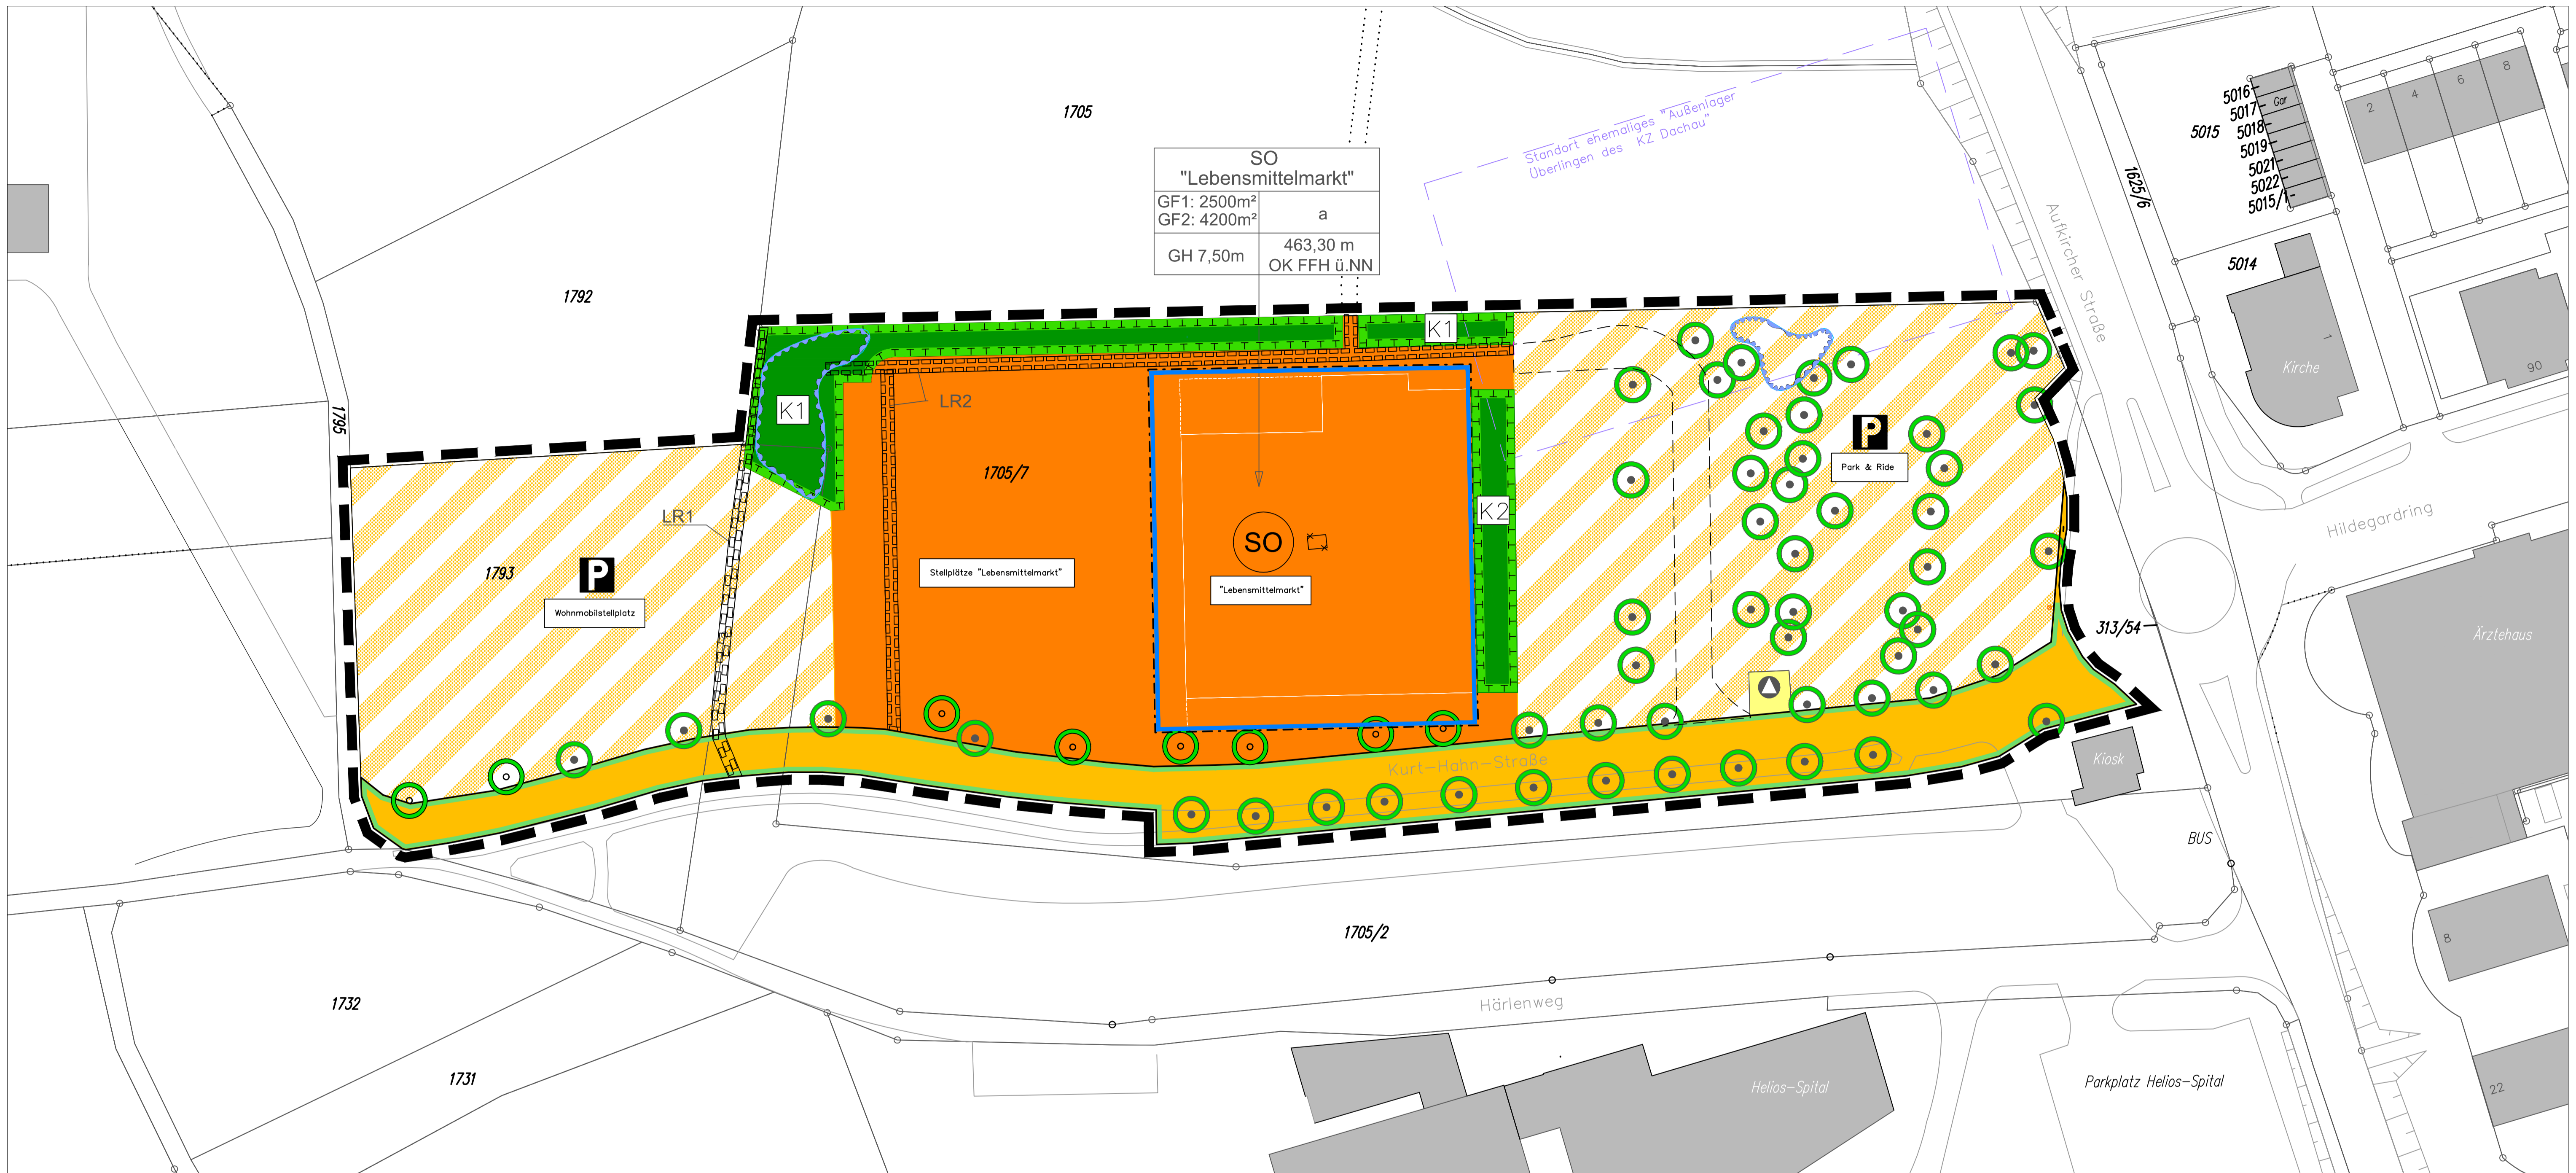 1705
1792
1795
1793
SO
"Lebensmittelmarkt"
GF1: 2500m²
GF2: 4200m²
a
GH 7,50m
463,30 m
OK FFH ü.NN
Standort ehemaliges "Außenlager
Überlingen des KZ Dachau"
Aufkircher Straße
1625/6
5015
5016
5017
5018
5019
5021
5022
5015/1
Gar
2
4
6
8
5014
Kirche
1
90
Hildegardring
K1
K1
K2
LR2
LR1
1705/7
P
Wohnmobilstellplatz
Stellplätze "Lebensmittelmarkt"
SO
"Lebensmittelmarkt"
P
Park & Ride
313/54
Ärztehaus
Kiosk
Kurt-Hahn-Straße
BUS
1705/2
8
1732
1731
Härlenweg
Helios-Spital
Parkplatz Helios-Spital
22